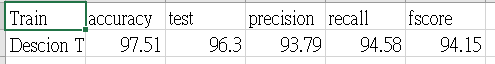 Train accuracy test precision recall fscore
Descion T 97.51 96.3 93.79 94.58 94.15